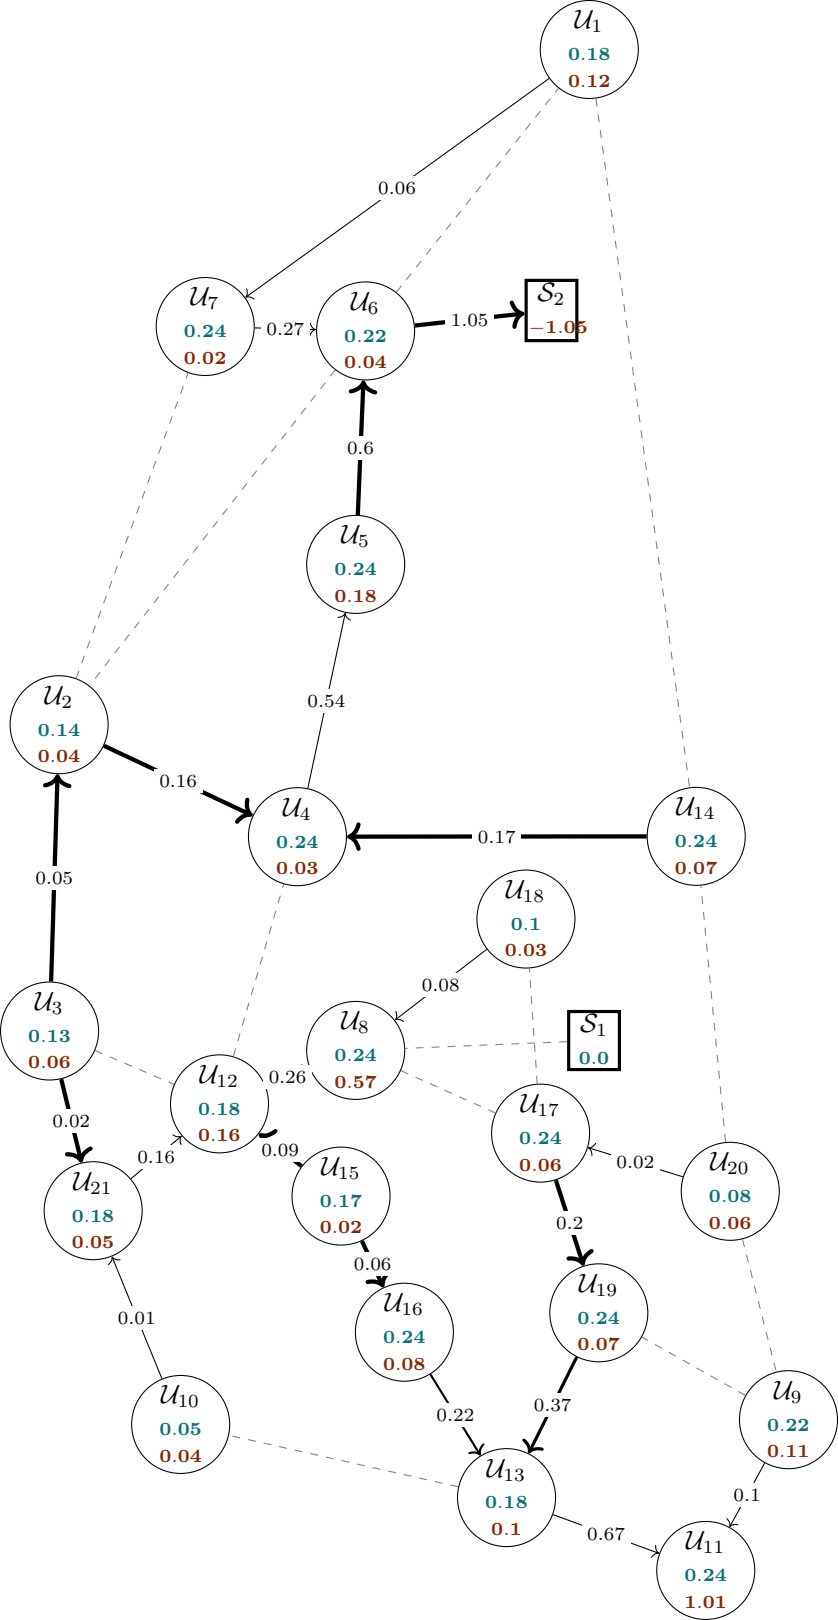 𝒰₁
0.18
0.12
0.06
𝒰₇
0.24
0.02
0.27
𝒰₆
0.22
0.04
1.05
𝒮₂
−1.05
0.6
𝒰₅
0.24
0.18
0.54
𝒰₂
0.14
0.04
0.16
𝒰₄
0.24
0.03
0.17
𝒰₁₄
0.24
0.07
0.05
𝒰₁₈
0.1
0.03
0.08
𝒰₃
0.13
0.06
𝒰₈
0.24
0.57
𝒮₁
0.0
𝒰₁₂
0.18
0.16
0.26
0.02
0.16
0.09
𝒰₁₇
0.24
0.06
0.02
𝒰₂₀
0.08
0.06
𝒰₂₁
0.18
0.05
𝒰₁₅
0.17
0.02
0.06
0.2
0.01
𝒰₁₆
0.24
0.08
𝒰₁₉
0.24
0.07
𝒰₁₀
0.05
0.04
0.22
0.37
𝒰₉
0.22
0.11
𝒰₁₃
0.18
0.1
0.1
0.67
𝒰₁₁
0.24
1.01